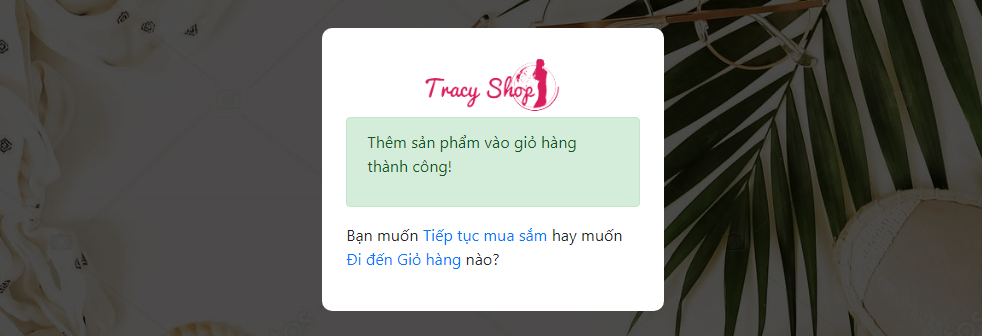 Tracy Shop
Thêm sản phẩm vào giỏ hàng
thành công!
Bạn muốn Tiếp tục mua sắm hay muốn
Đi đến Giỏ hàng nào?